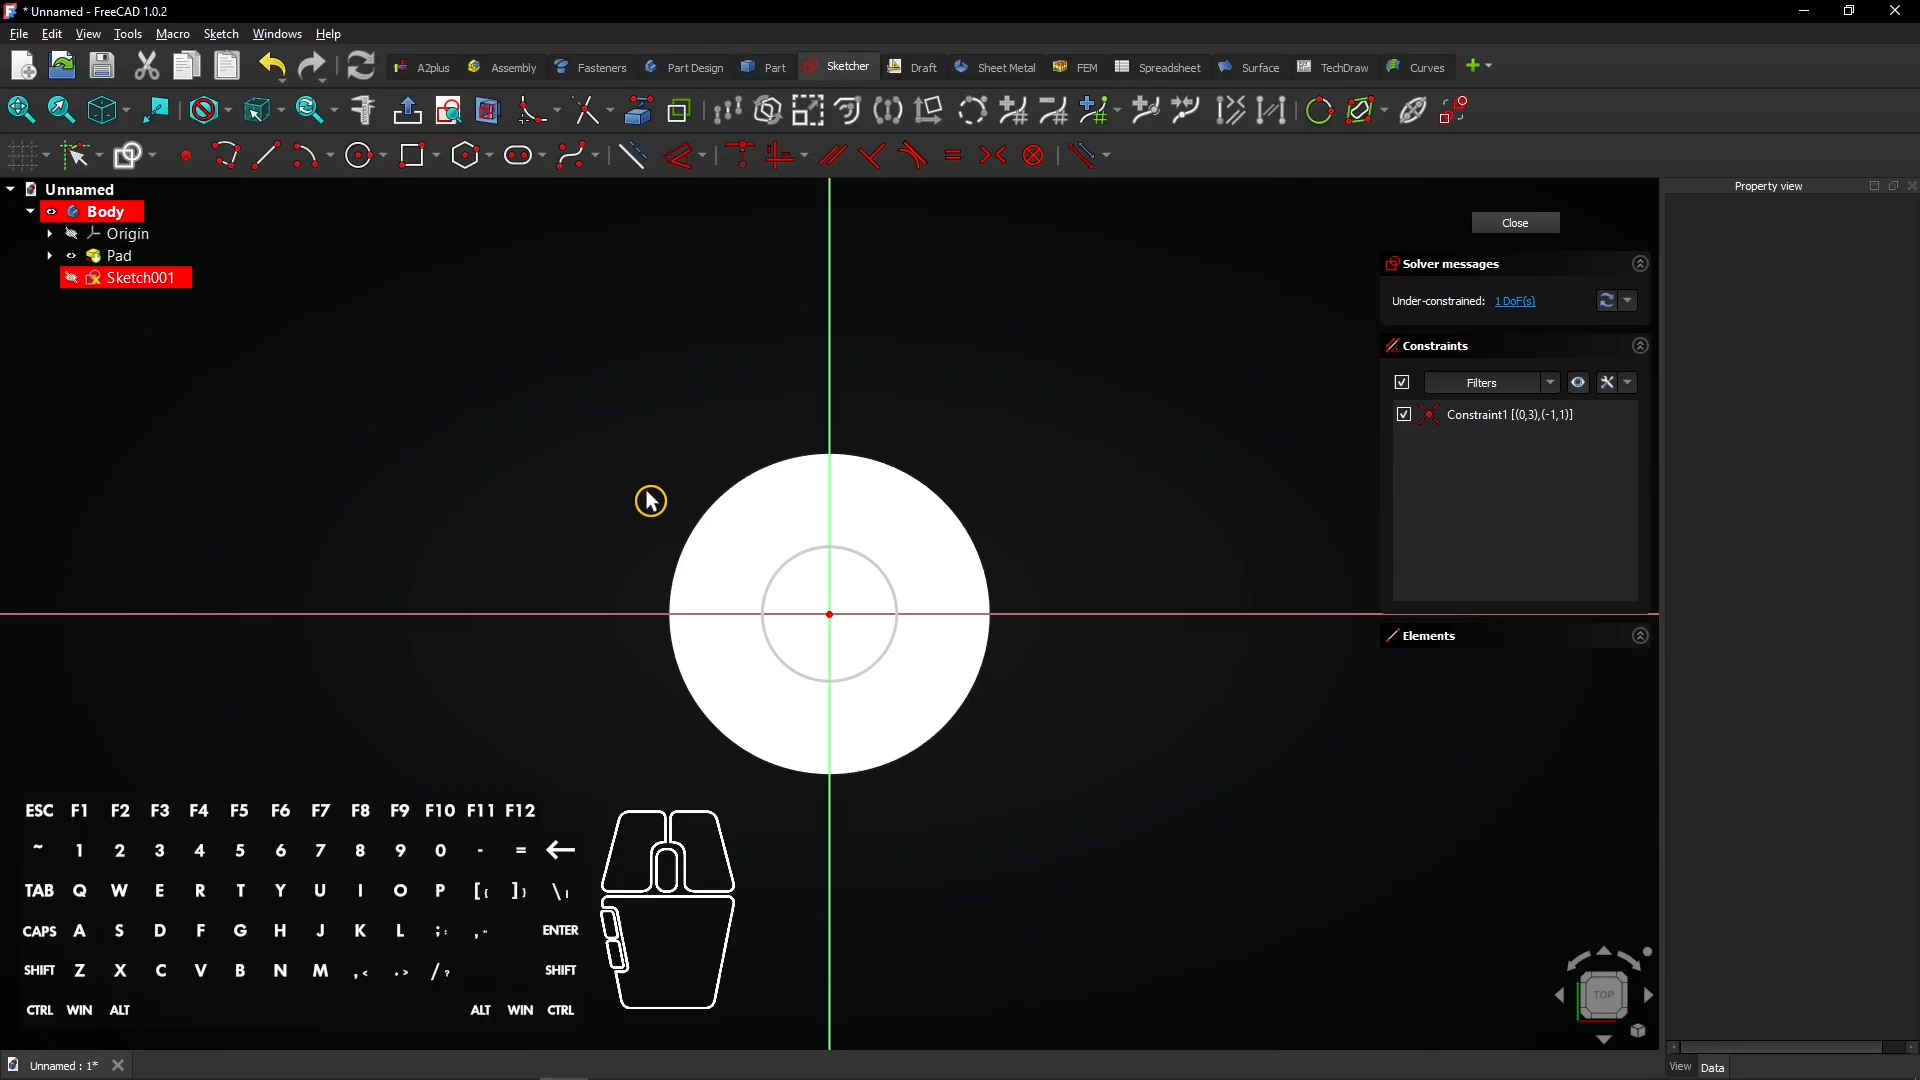 * Unnamed - FreeCAD 1.0.2
File Edit View Tools Macro Sketch Windows Help
A2plus Assembly Fasteners Part Design Part Sketcher Draft Sheet Metal FEM Spreadsheet Surface TechDraw Curves
Unnamed
Body
Origin
Pad
Sketch001
Property view
Close
Solver messages
Under-constrained: 1 DoF(s)
Constraints
Filters
Constraint1 [(0,3),(-1,1)]
Elements
ESC F1 F2 F3 F4 F5 F6 F7 F8 F9 F10 F11 F12
~ 1 2 3 4 5 6 7 8 9 0 - =
TAB Q W E R T Y U I O P [{ ]} \|
CAPS A S D F G H J K L ;: ,“ ENTER
SHIFT Z X C V B N M ,< .> /? SHIFT
CTRL WIN ALT ALT WIN CTRL
TOP
Unnamed : 1*
View Data